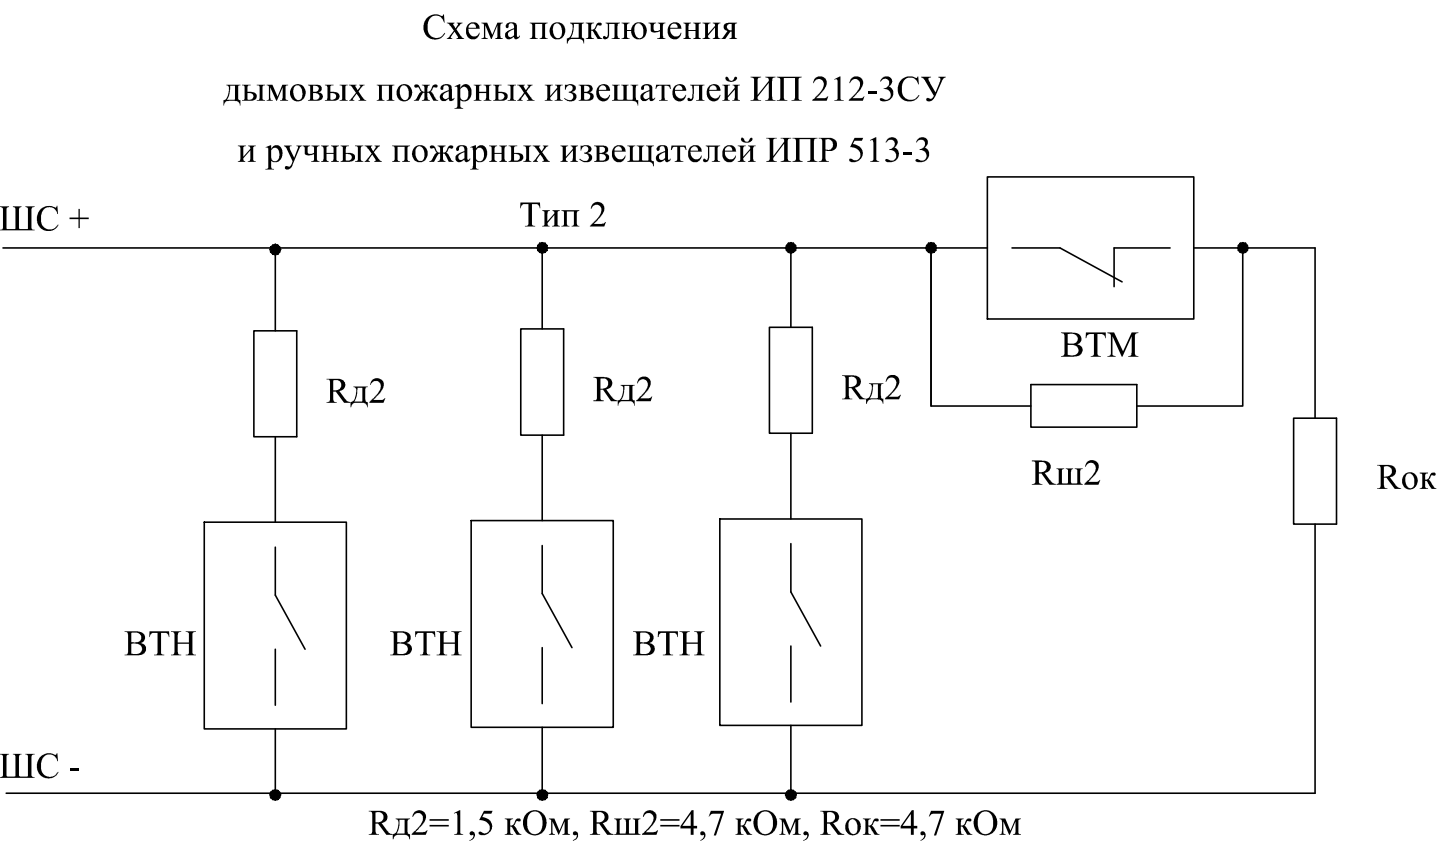 Схема подключения
дымовых пожарных извещателей ИП 212-3СУ
и ручных пожарных извещателей ИПР 513-3
ШС +
Тип 2
ВТМ
Rд2
Rд2
Rд2
Rш2
Rок
ВТН
ВТН
ВТН
ШС -
Rд2=1,5 кОм, Rш2=4,7 кОм, Rок=4,7 кОм